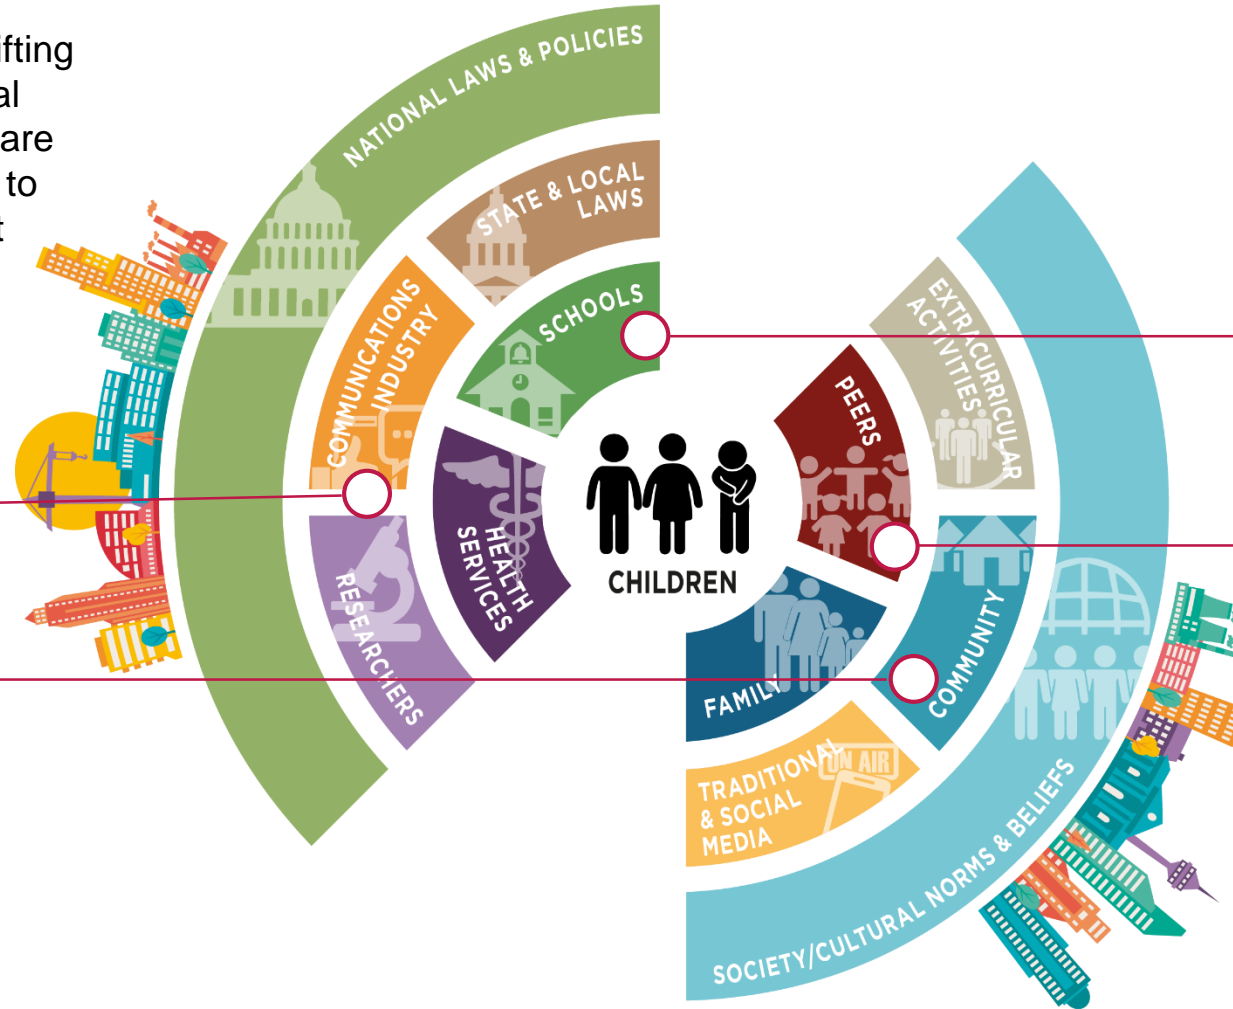 ifting
al
are
to
t
NATIONAL LAWS & POLICIES
STATE & LOCAL
LAWS
COMMUNICATIONS
INDUSTRY
SCHOOLS
EXTRACURRICULAR
ACTIVITIES
PEERS
HEALTH
SERVICES
RESEARCHERS
CHILDREN
FAMILY
COMMUNITY
ON AIR
TRADITIONAL
& SOCIAL
MEDIA
SOCIETY/CULTURAL NORMS & BELIEFS